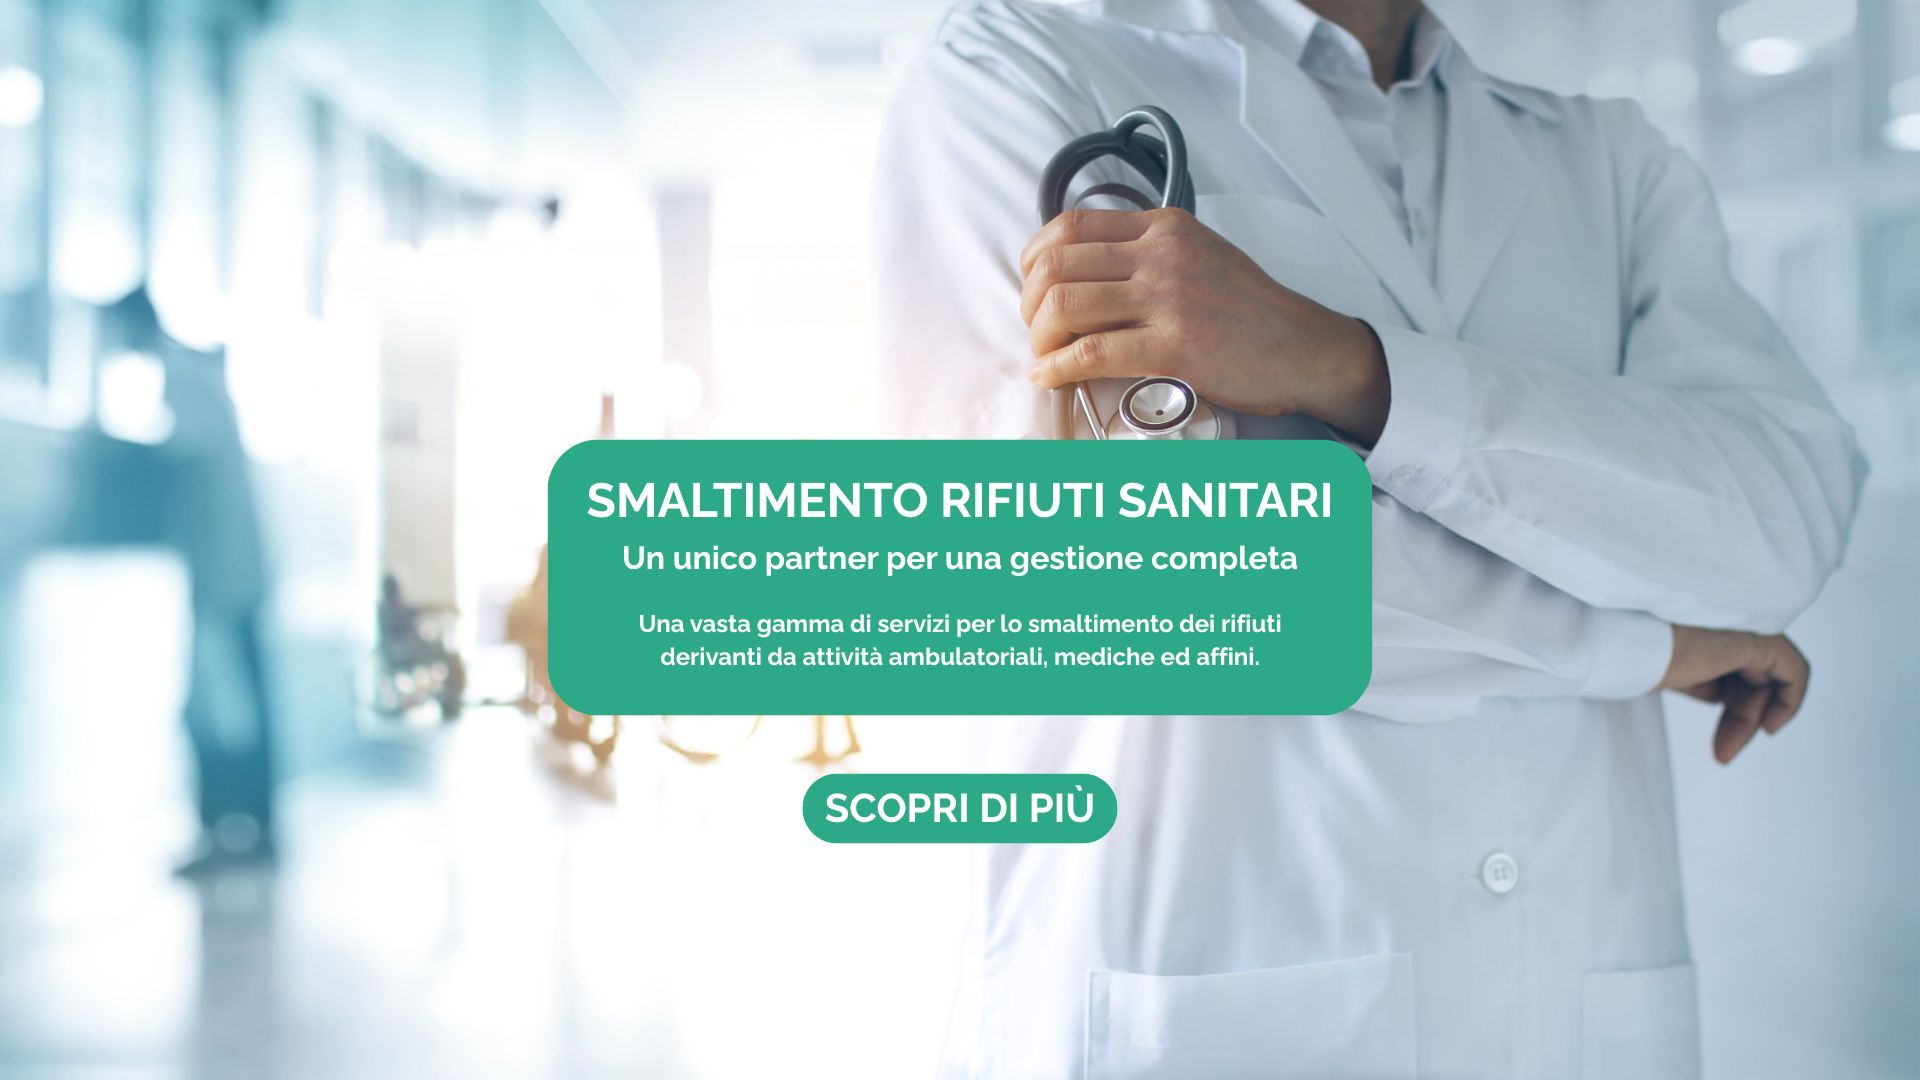 SMALTIMENTO RIFIUTI SANITARI
Un unico partner per una gestione completa
Una vasta gamma di servizi per lo smaltimento dei rifiuti
derivanti da attività ambulatoriali, mediche ed affini.
SCOPRI DI PIÙ